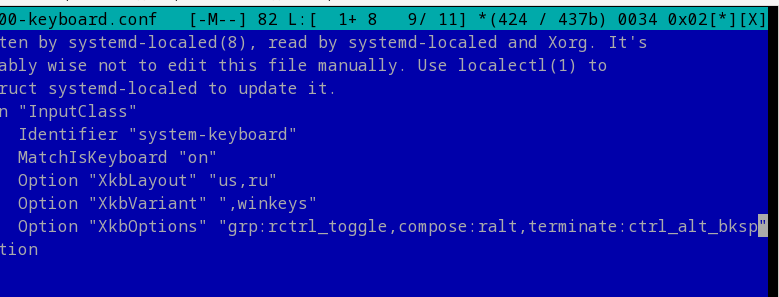 00-keyboard.conf   [-M--] 82 L:[  1+ 8   9/ 11] *(424 / 437b) 0034 0x02[*][X]
ten by systemd-localed(8), read by systemd-localed and Xorg. It's
ably wise not to edit this file manually. Use localectl(1) to
ruct systemd-localed to update it.
n "InputClass"
Identifier "system-keyboard"
MatchIsKeyboard "on"
Option "XkbLayout" "us,ru"
Option "XkbVariant" ",winkeys"
Option "XkbOptions" "grp:rctrl_toggle,compose:ralt,terminate:ctrl_alt_bksp"
tion